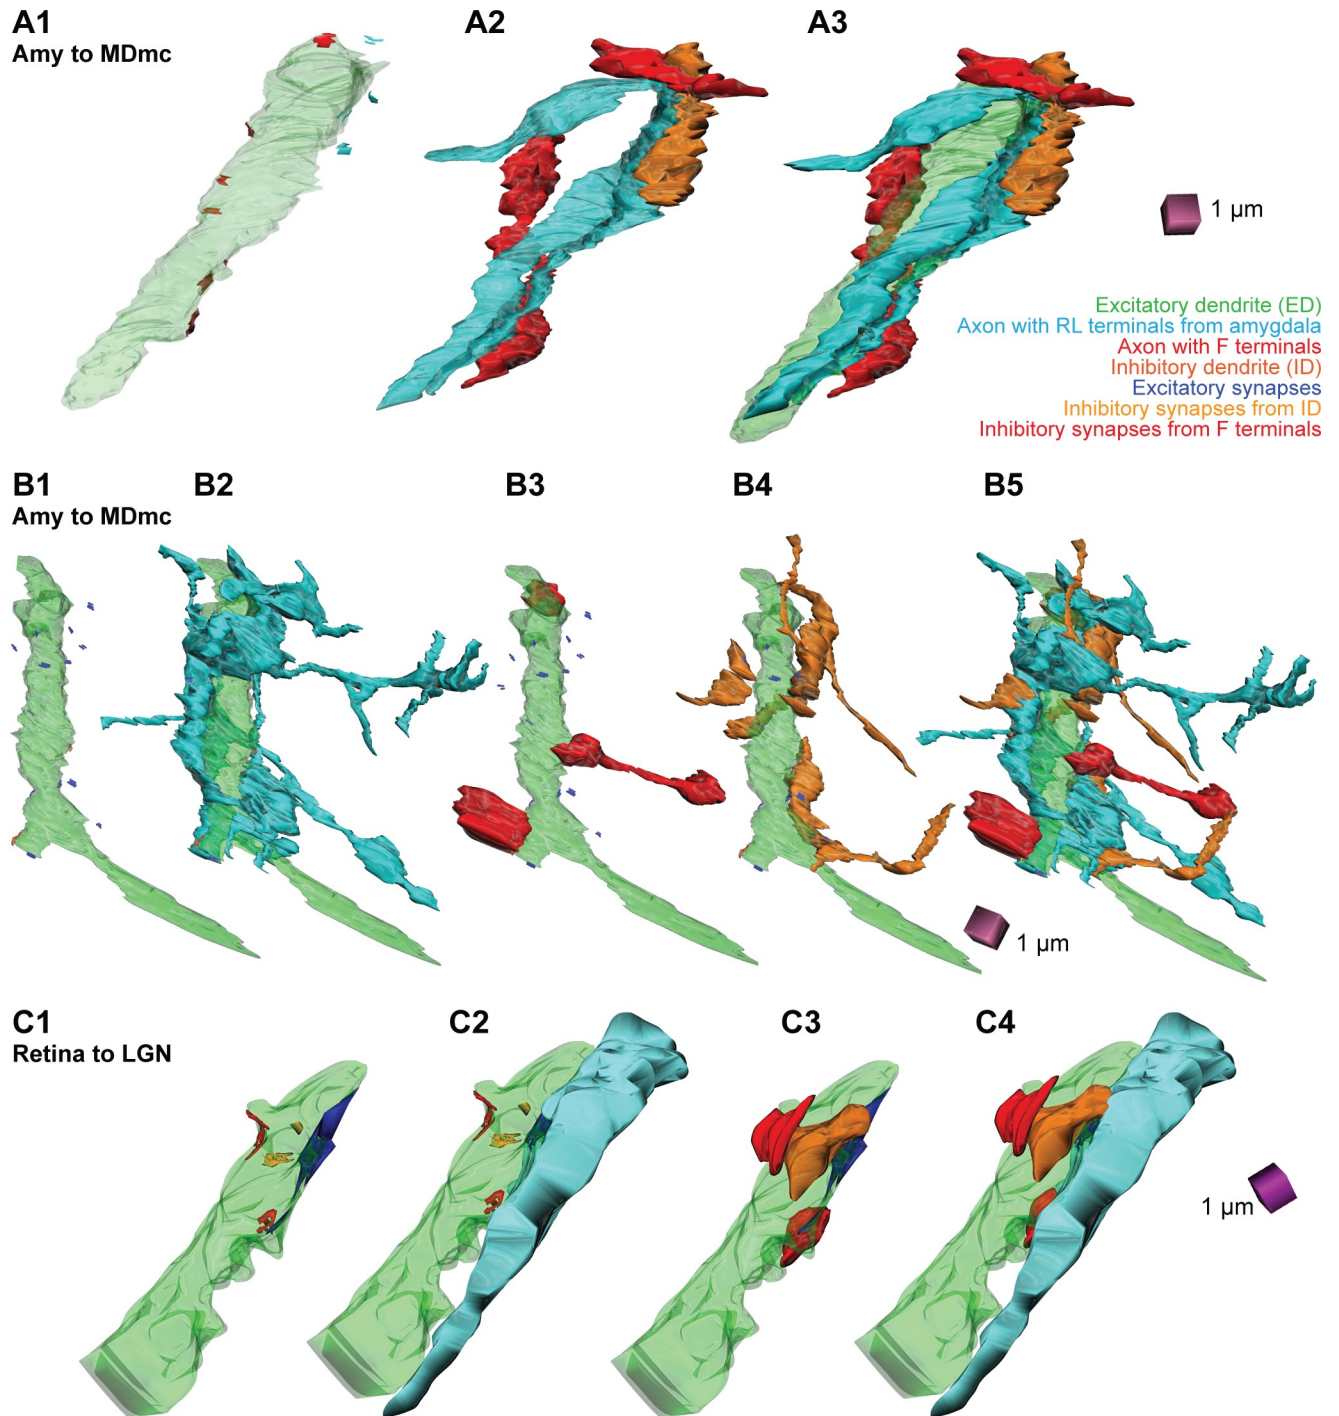 A1
Amy to MDmc
A2
A3
1 µm
Excitatory dendrite (ED)
Axon with RL terminals from amygdala
Axon with F terminals
Inhibitory dendrite (ID)
Excitatory synapses
Inhibitory synapses from ID
Inhibitory synapses from F terminals
B1
Amy to MDmc
B2
B3
B4
B5
1 µm
C1
Retina to LGN
C2
C3
C4
1 µm